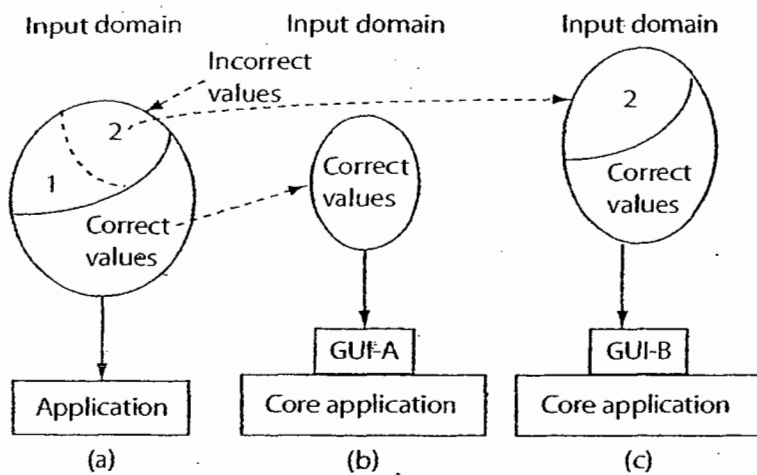 Input domain
Input domain
Input domain
Incorrect
values
2
1
Correct
values
Correct
values
2
Correct
values
GUI-A
GUI-B
Application
Core application
Core application
(a)
(b)
(c)